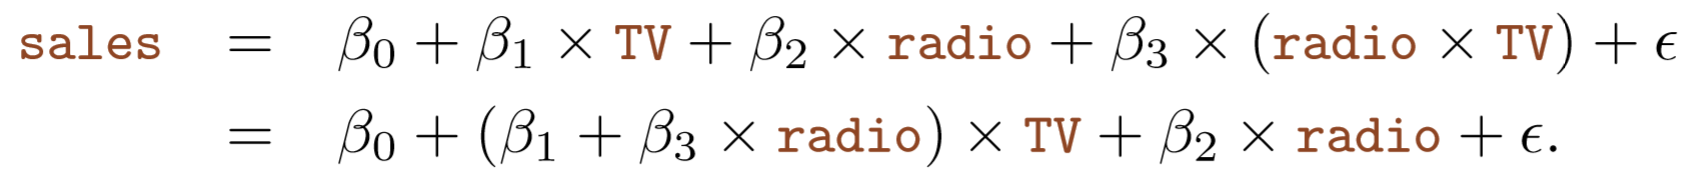 sales = β₀ + β₁ × TV + β₂ × radio + β₃ × (radio × TV) + ϵ
= β₀ + (β₁ + β₃ × radio) × TV + β₂ × radio + ϵ.